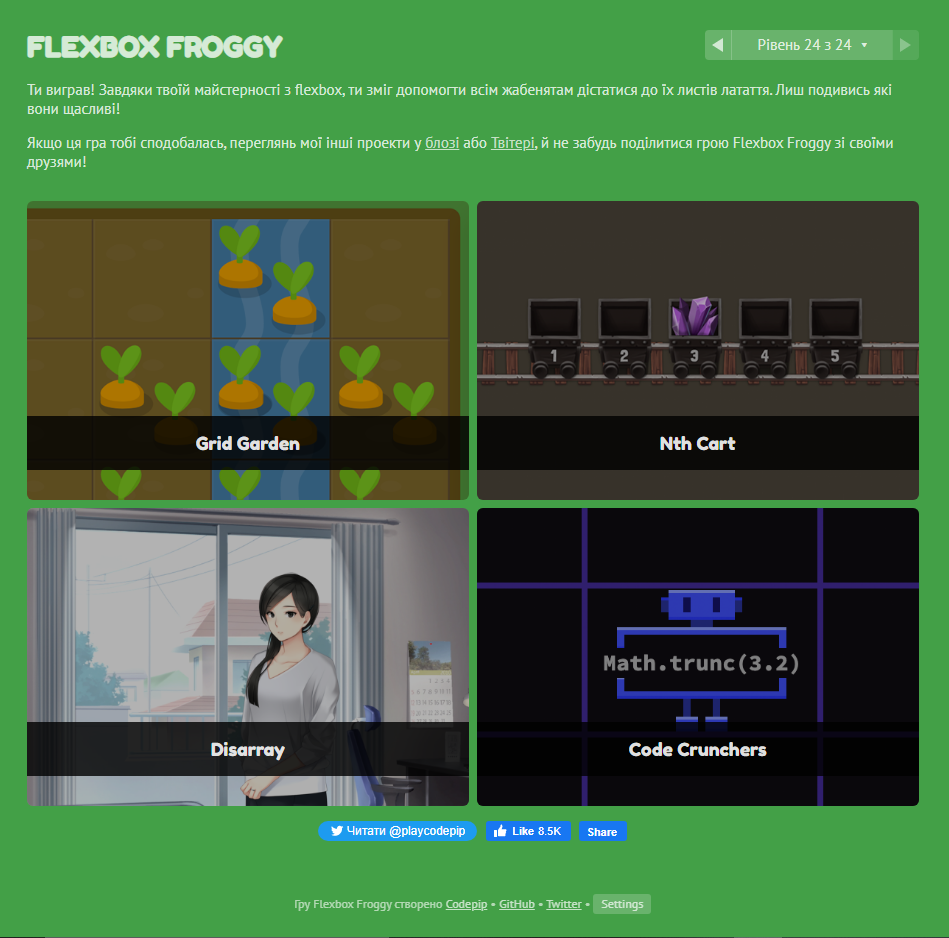 FLEXBOX FROGGY
Рівень 24 з 24
Ти виграв! Завдяки твоїй майстерності з flexbox, ти зміг допомогти всім жабенятам дістатися до їх листів латаття. Лиш подивись які
вони щасливі!
Якщо ця гра тобі сподобалась, переглянь мої інші проекти у блозі або Твітері, й не забудь поділитися грою Flexbox Froggy зі своїми
друзями!
1 2 3 4 5
Grid Garden
Nth Cart
Math.trunc(3.2)
Disarray
Code Crunchers
Читати @playcodepip
Like 8.5K
Share
Гру Flexbox Froggy створено Codepip • GitHub • Twitter • Settings